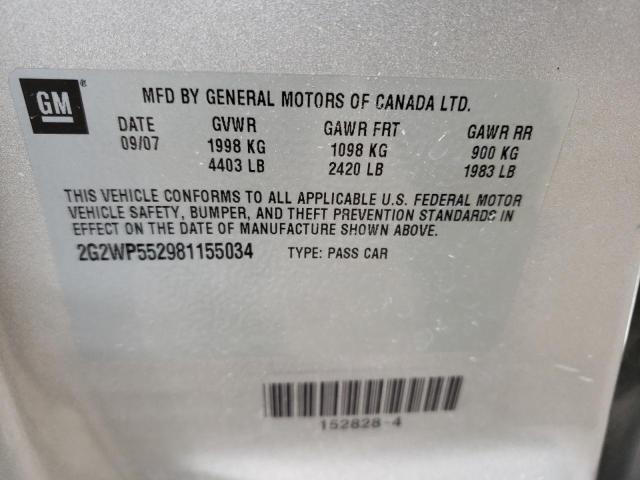 GM®
MFD BY GENERAL MOTORS OF CANADA LTD.
DATE GVWR GAWR FRT GAWR RR
09/07 1998 KG 1098 KG 900 KG
4403 LB 2420 LB 1983 LB
THIS VEHICLE CONFORMS TO ALL APPLICABLE U.S. FEDERAL MOTOR
VEHICLE SAFETY, BUMPER, AND THEFT PREVENTION STANDARDS IN
EFFECT ON THE DATE OF MANUFACTURE SHOWN ABOVE.
2G2WP552981155034 TYPE: PASS CAR
152828-4